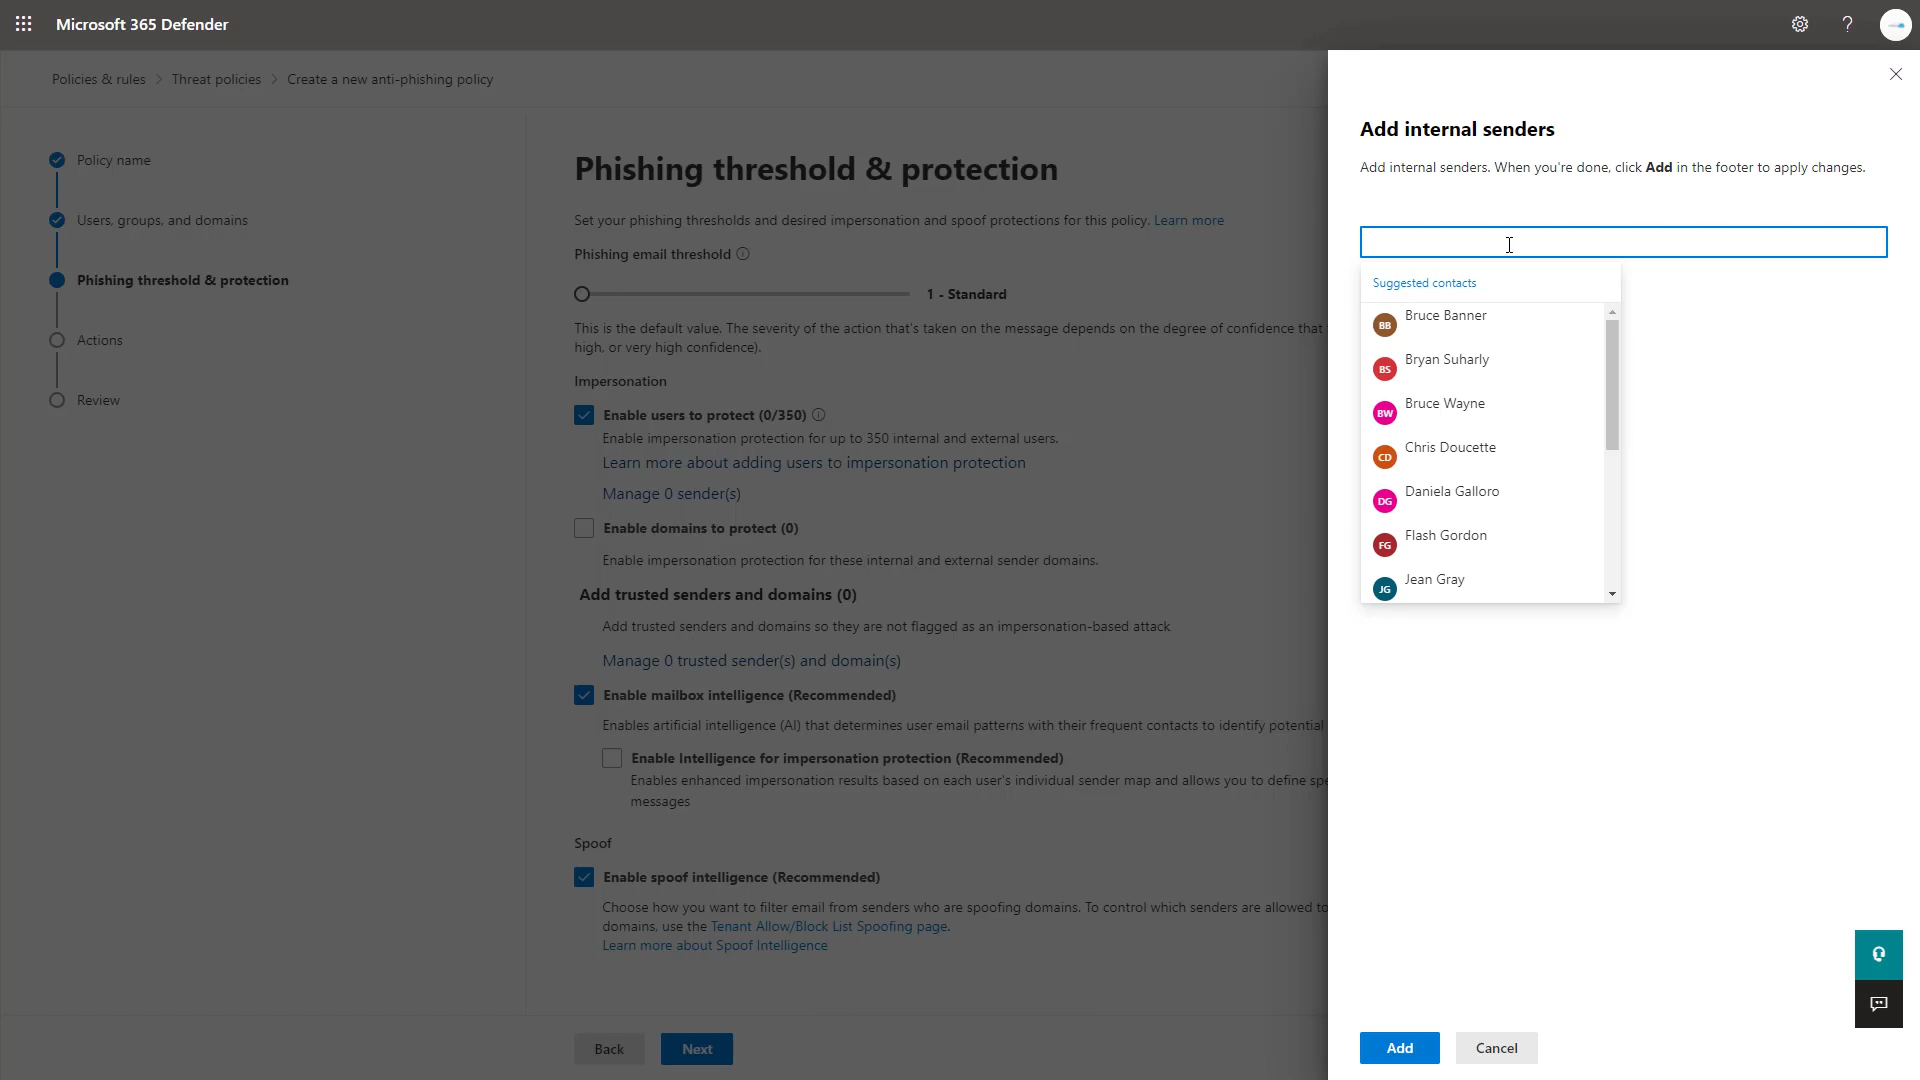 Microsoft 365 Defender
Policies & rules > Threat policies > Create a new anti-phishing policy
Policy name
Users, groups, and domains
Phishing threshold & protection
Actions
Review
Phishing threshold & protection
Set your phishing thresholds and desired impersonation and spoof protections for this policy. Learn more
Phishing email threshold
1 - Standard
This is the default value. The severity of the action that's taken on the message depends on the degree of confidence that
high, or very high confidence).
Impersonation
Enable users to protect (0/350)
Enable impersonation protection for up to 350 internal and external users.
Learn more about adding users to impersonation protection
Manage 0 sender(s)
Enable domains to protect (0)
Enable impersonation protection for these internal and external sender domains.
Add trusted senders and domains (0)
Add trusted senders and domains so they are not flagged as an impersonation-based attack
Manage 0 trusted sender(s) and domain(s)
Enable mailbox intelligence (Recommended)
Enables artificial intelligence (AI) that determines user email patterns with their frequent contacts to identify potential
Enable Intelligence for impersonation protection (Recommended)
Enables enhanced impersonation results based on each user's individual sender map and allows you to define spe
messages
Spoof
Enable spoof intelligence (Recommended)
Choose how you want to filter email from senders who are spoofing domains. To control which senders are allowed to
domains, use the Tenant Allow/Block List Spoofing page.
Learn more about Spoof Intelligence
Back
Next
Add internal senders
Add internal senders. When you're done, click Add in the footer to apply changes.
Suggested contacts
BB Bruce Banner
BS Bryan Suharly
BW Bruce Wayne
CD Chris Doucette
DG Daniela Galloro
FG Flash Gordon
JG Jean Gray
Add
Cancel